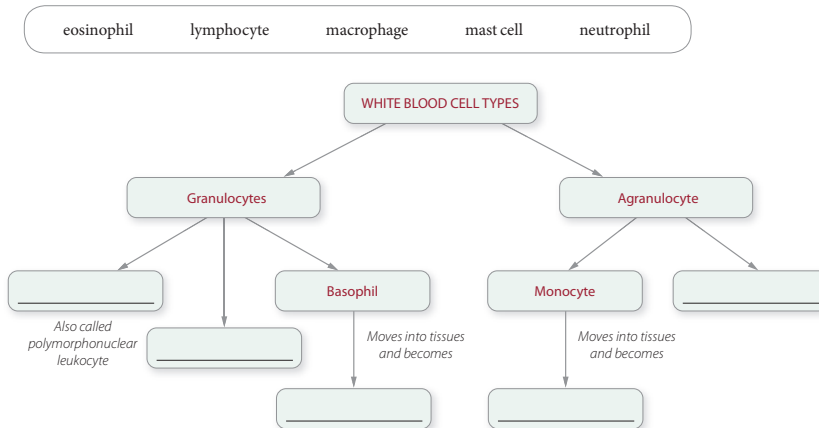 eosinophil lymphocyte macrophage mast cell neutrophil
WHITE BLOOD CELL TYPES
Granulocytes Agranulocyte
Basophil Monocyte
Also called
polymorphonuclear
leukocyte
Moves into tissues
and becomes
Moves into tissues
and becomes